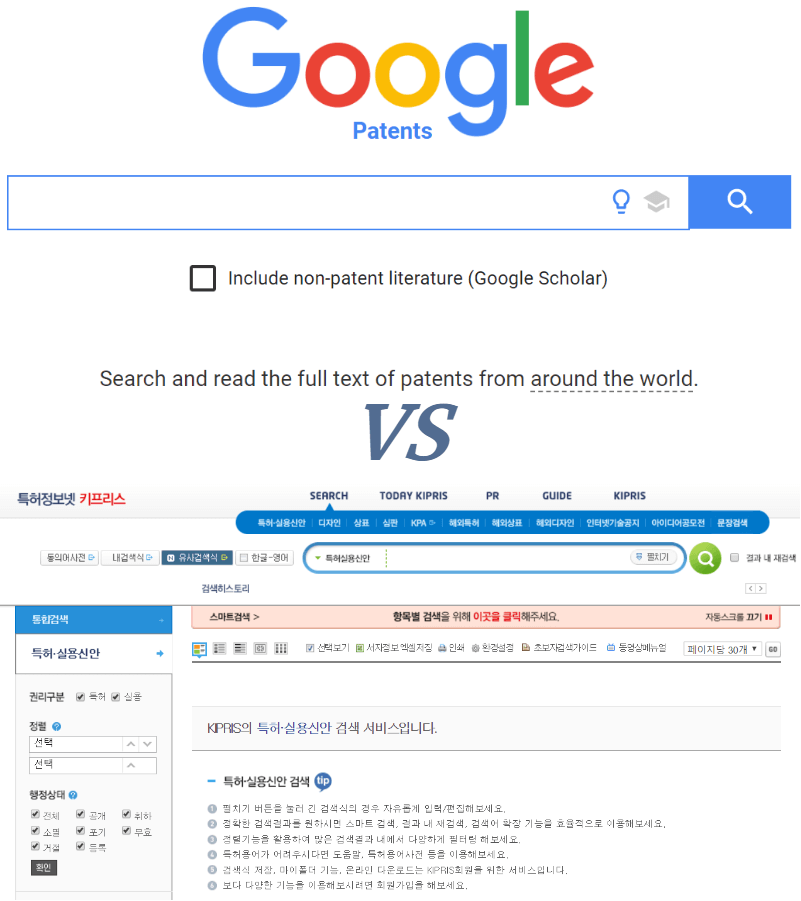 Google
Patents
Include non-patent literature (Google Scholar)
Search and read the full text of patents from around the world.
VS
특허정보넷 키프리스
SEARCH TODAY KIPRIS PR GUIDE KIPRIS
특허·실용신안 디자인 상표 심판 KPA 해외특허 해외상표 해외디자인 인터넷기술공지 아이디어공모전 문장검색
동의어사전 내검색식 유사검색식 한글-영어 특허실용신안 펼치기 결과 내 재검색
검색히스토리
통합검색 스마트검색 > 항목별 검색을 위해 이곳을 클릭해주세요. 자동스크롤 끄기
특허·실용신안 선택보기 서지정보 엑셀저장 인쇄 환경설정 초보자검색가이드 동영상매뉴얼 페이지당 30개 GO
권리구분 특허 실용
정렬
선택
선택
행정상태
전체 공개 취하
소멸 포기 무효
거절 등록
확인
KIPRIS의 특허·실용신안 검색 서비스입니다.
특허·실용신안 검색 tip
1 펼치기 버튼을 눌러 긴 검색식의 경우 자유롭게 입력/편집해보세요.
2 정확한 검색결과를 원하시면 스마트 검색, 결과 내 재검색, 검색어 확장 기능을 효율적으로 이용해보세요.
3 정렬기능을 활용하여 많은 검색결과 내에서 다양하게 필터링 해보세요.
4 특허용어가 어려우시다면 도움말, 특허용어사전 등을 이용해보세요.
5 검색식 저장, 마이폴더 기능, 온라인 다운로드는 KIPRIS회원을 위한 서비스입니다.
6 보다 다양한 기능을 이용해보시려면 회원가입을 해보세요.